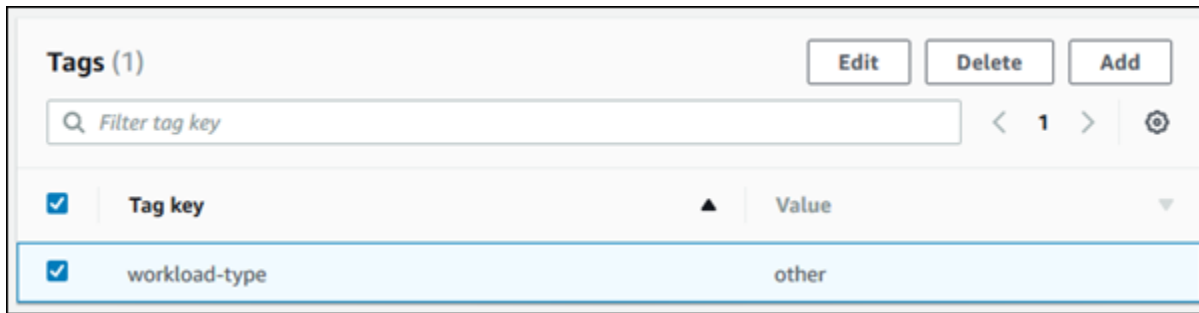 Tags (1) Edit Delete Add
Filter tag key 1
Tag key Value
workload-type other